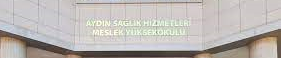 AYDIN SAĞLIK HİZMETLERİ
MESLEK YÜKSEKOKULU